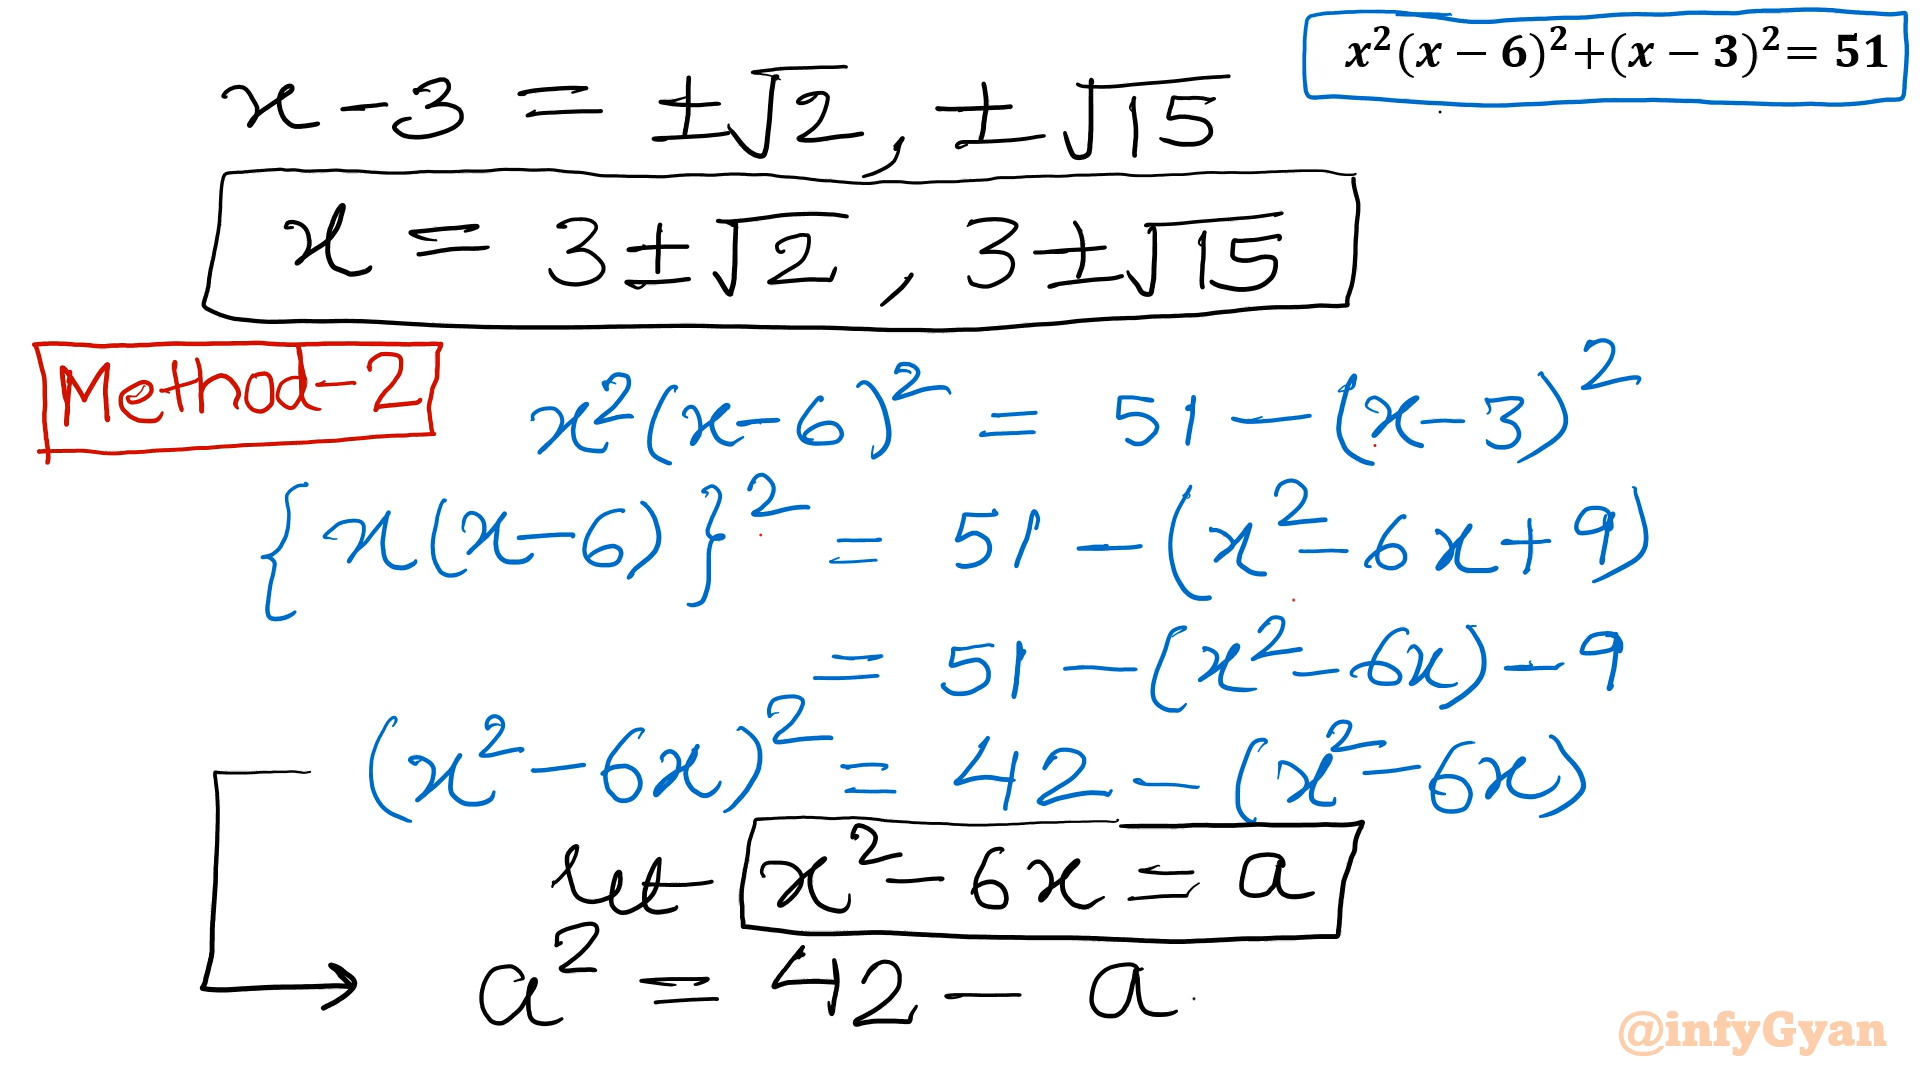 x²(x − 6)²+(x − 3)²= 51
x - 3 = ±√2, ±√15
x = 3±√2, 3±√15
Method-2
x²(x-6)² = 51 - (x-3)²
{x(x-6)}² = 51 - (x²-6x+9)
= 51 - (x²-6x) - 9
(x²-6x)² = 42 - (x²-6x)
let x²-6x = a
a² = 42 - a
@infyGyan